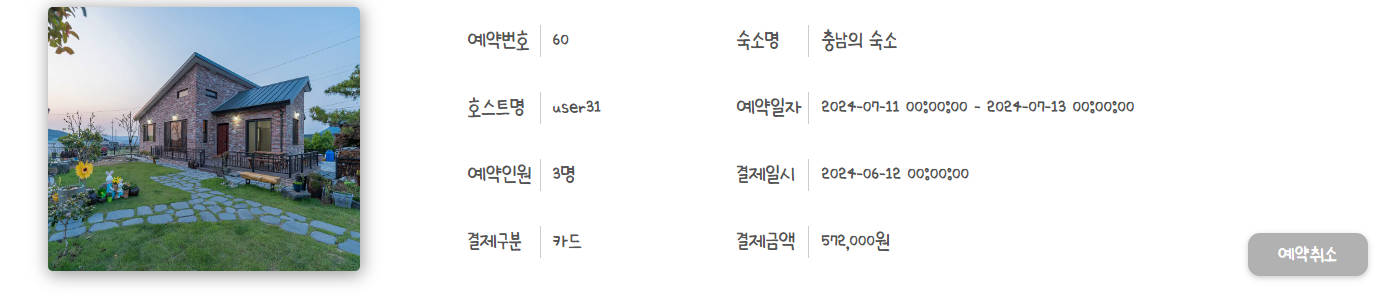 예약번호 60 숙소명 충남의 숙소
호스트명 user31 예약일자 2024-07-11 00:00:00 - 2024-07-13 00:00:00
예약인원 3명 결제일시 2024-06-12 00:00:00
결제구분 카드 결제금액 572,000원
예약취소